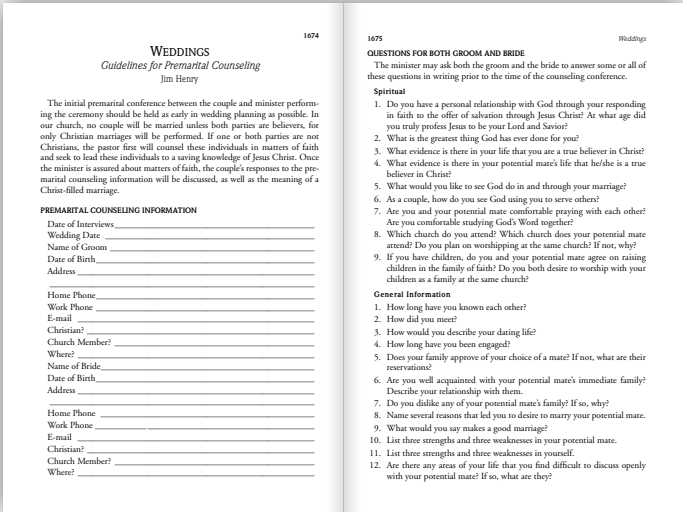 1674
WEDDINGS
Guidelines for Premarital Counseling
Jim Henry
The initial premarital conference between the couple and minister perform-
ing the ceremony should be held as early in wedding planning as possible. In
our church, no couple will be married unless both parties are believers, for
only Christian marriages will be performed. If one or both parties are not
Christians, the pastor first will counsel these individuals in matters of faith
and seek to lead these individuals to a saving knowledge of Jesus Christ. Once
the minister is assured about matters of faith, the couple's responses to the pre-
marital counseling information will be discussed, as well as the meaning of a
Christ-filled marriage.
PREMARITAL COUNSELING INFORMATION
Date of Interviews
Wedding Date
Name of Groom
Date of Birth
Address
Home Phone
Work Phone
E-mail
Christian?
Church Member?
Where?
Name of Bride
Date of Birth
Address
Home Phone
Work Phone
E-mail
Christian?
Church Member?
Where?
1675 Weddings
QUESTIONS FOR BOTH GROOM AND BRIDE
The minister may ask both the groom and the bride to answer some or all of
these questions in writing prior to the time of the counseling conference.
Spiritual
1. Do you have a personal relationship with God through your responding
in faith to the offer of salvation through Jesus Christ? At what age did
you truly profess Jesus to be your Lord and Savior?
2. What is the greatest thing God has ever done for you?
3. What evidence is there in your life that you are a true believer in Christ?
4. What evidence is there in your potential mate's life that he/she is a true
believer in Christ?
5. What would you like to see God do in and through your marriage?
6. As a couple, how do you see God using you to serve others?
7. Are you and your potential mate comfortable praying with each other?
Are you comfortable studying God's Word together?
8. Which church do you attend? Which church does your potential mate
attend? Do you plan on worshipping at the same church? If not, why?
9. If you have children, do you and your potential mate agree on raising
children in the family of faith? Do you both desire to worship with your
children as a family at the same church?
General Information
1. How long have you known each other?
2. How did you meet?
3. How would you describe your dating life?
4. How long have you been engaged?
5. Does your family approve of your choice of a mate? If not, what are their
reservations?
6. Are you well acquainted with your potential mate's immediate family?
Describe your relationship with them.
7. Do you dislike any of your potential mate's family? If so, why?
8. Name several reasons that led you to desire to marry your potential mate.
9. What would you say makes a good marriage?
10. List three strengths and three weaknesses in your potential mate.
11. List three strengths and three weaknesses in yourself.
12. Are there any areas of your life that you find difficult to discuss openly
with your potential mate? If so, what are they?